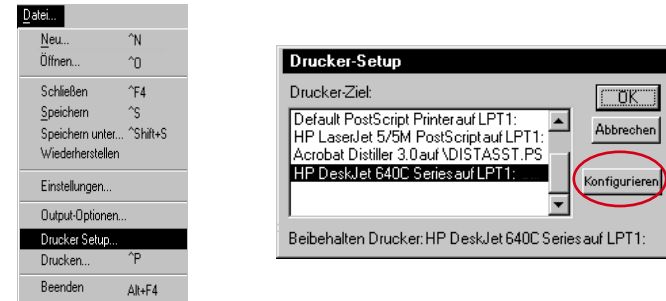 Datei...
Neu... ^N
Öffnen... ^O
Schließen ^F4
Speichern ^S
Speichern unter... ^Shift+S
Wiederherstellen
Einstellungen...
Output-Optionen...
Drucker Setup...
Drucken... ^P
Beenden Alt+F4
Drucker-Setup
Drucker-Ziel:
Default PostScript Printer auf LPT1:
HP LaserJet 5/5M PostScript auf LPT1:
Acrobat Distiller 3.0 auf \DISTASST.PS
HP DeskJet 640C Series auf LPT1:
OK
Abbrechen
Konfigurieren
Beibehalten Drucker: HP DeskJet 640C Series auf LPT1: